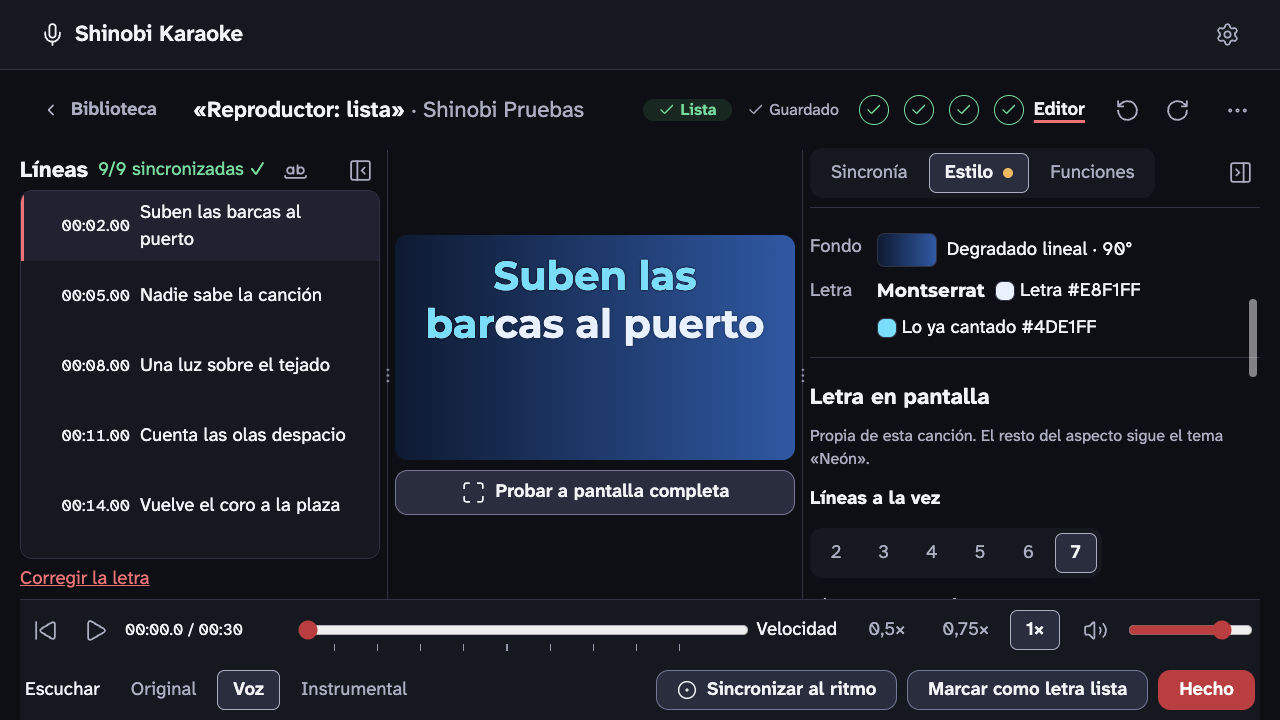 Shinobi Karaoke
Biblioteca
«Reproductor: lista» · Shinobi Pruebas
Lista
Guardado
Editor
Líneas 9/9 sincronizadas
ab
00:02.00 Suben las barcas al puerto
00:05.00 Nadie sabe la canción
00:08.00 Una luz sobre el tejado
00:11.00 Cuenta las olas despacio
00:14.00 Vuelve el coro a la plaza
Corregir la letra
Suben las
barcas al puerto
Probar a pantalla completa
Sincronía
Estilo
Funciones
Fondo
Degradado lineal · 90°
Letra
Montserrat
Letra #E8F1FF
Lo ya cantado #4DE1FF
Letra en pantalla
Propia de esta canción. El resto del aspecto sigue el tema
«Neón».
Líneas a la vez
2 3 4 5 6 7
00:00.0 / 00:30
Velocidad
0,5×
0,75×
1×
Escuchar
Original
Voz
Instrumental
Sincronizar al ritmo
Marcar como letra lista
Hecho